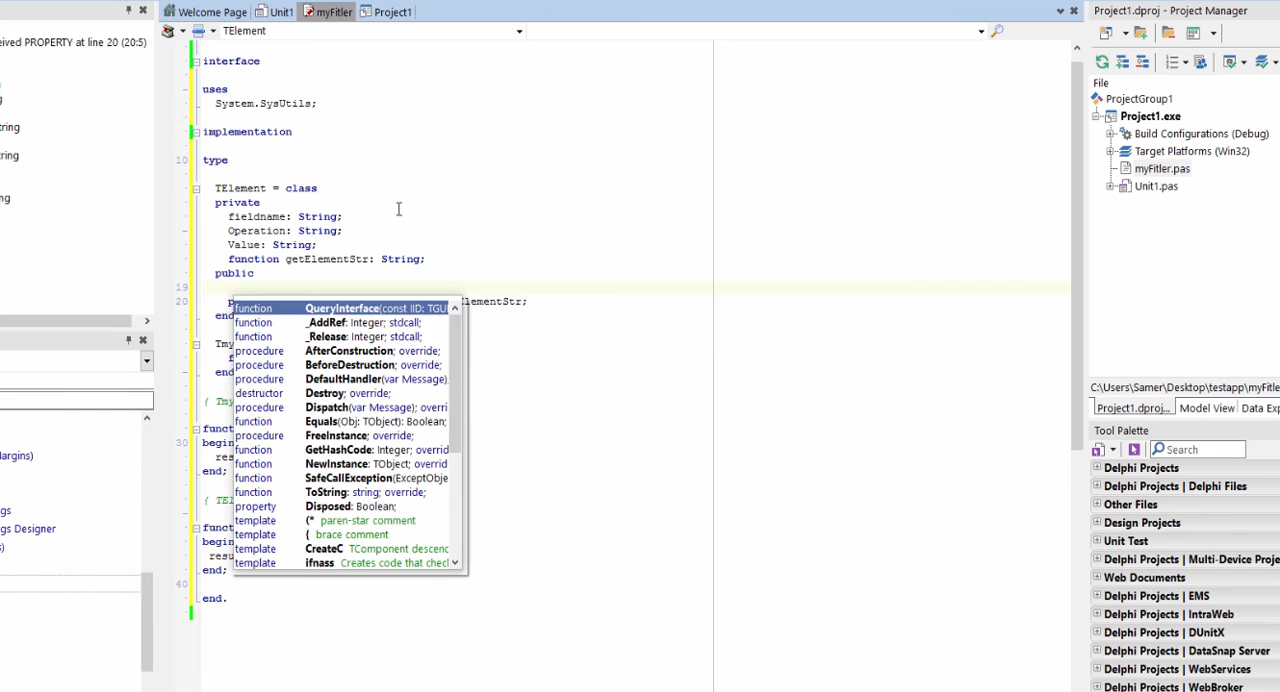 Welcome Page
Unit1
myFitler
Project1
TElement
eived PROPERTY at line 20 (20:5)
tring
ring
ng
argins)
gs
gs Designer
interface
uses
System.SysUtils;
implementation
10 type
TElement = class
private
fieldname: String;
Operation: String;
Value: String;
function getElementStr: String;
public
19
20
ElementStr;
function QueryInterface(const IID: TGU
function _AddRef: Integer; stdcall;
function _Release: Integer; stdcall;
procedure AfterConstruction; override;
procedure BeforeDestruction; override;
procedure DefaultHandler(var Message)
destructor Destroy; override;
procedure Dispatch(var Message); overri
function Equals(Obj: TObject): Boolean;
procedure FreeInstance; override;
function GetHashCode: Integer; overrid
function NewInstance: TObject; overrid
function SafeCallException(ExceptObje
function ToString: string; override;
property Disposed: Boolean;
template (* paren-star comment
template { brace comment
template CreateC TComponent descenc
template ifnass Creates code that chec
30
end;
end;
40
end.
Project1.dproj - Project Manager
File
ProjectGroup1
Project1.exe
Build Configurations (Debug)
Target Platforms (Win32)
myFitler.pas
Unit1.pas
C:\Users\Samer\Desktop\testapp\myFitle
Project1.dproj...
Model View
Data Exp
Tool Palette
Search
Delphi Projects
Delphi Projects | Delphi Files
Other Files
Design Projects
Unit Test
Delphi Projects | Multi-Device Proje
Web Documents
Delphi Projects | EMS
Delphi Projects | IntraWeb
Delphi Projects | DUnitX
Delphi Projects | DataSnap Server
Delphi Projects | WebServices
Delphi Projects | WebBroker